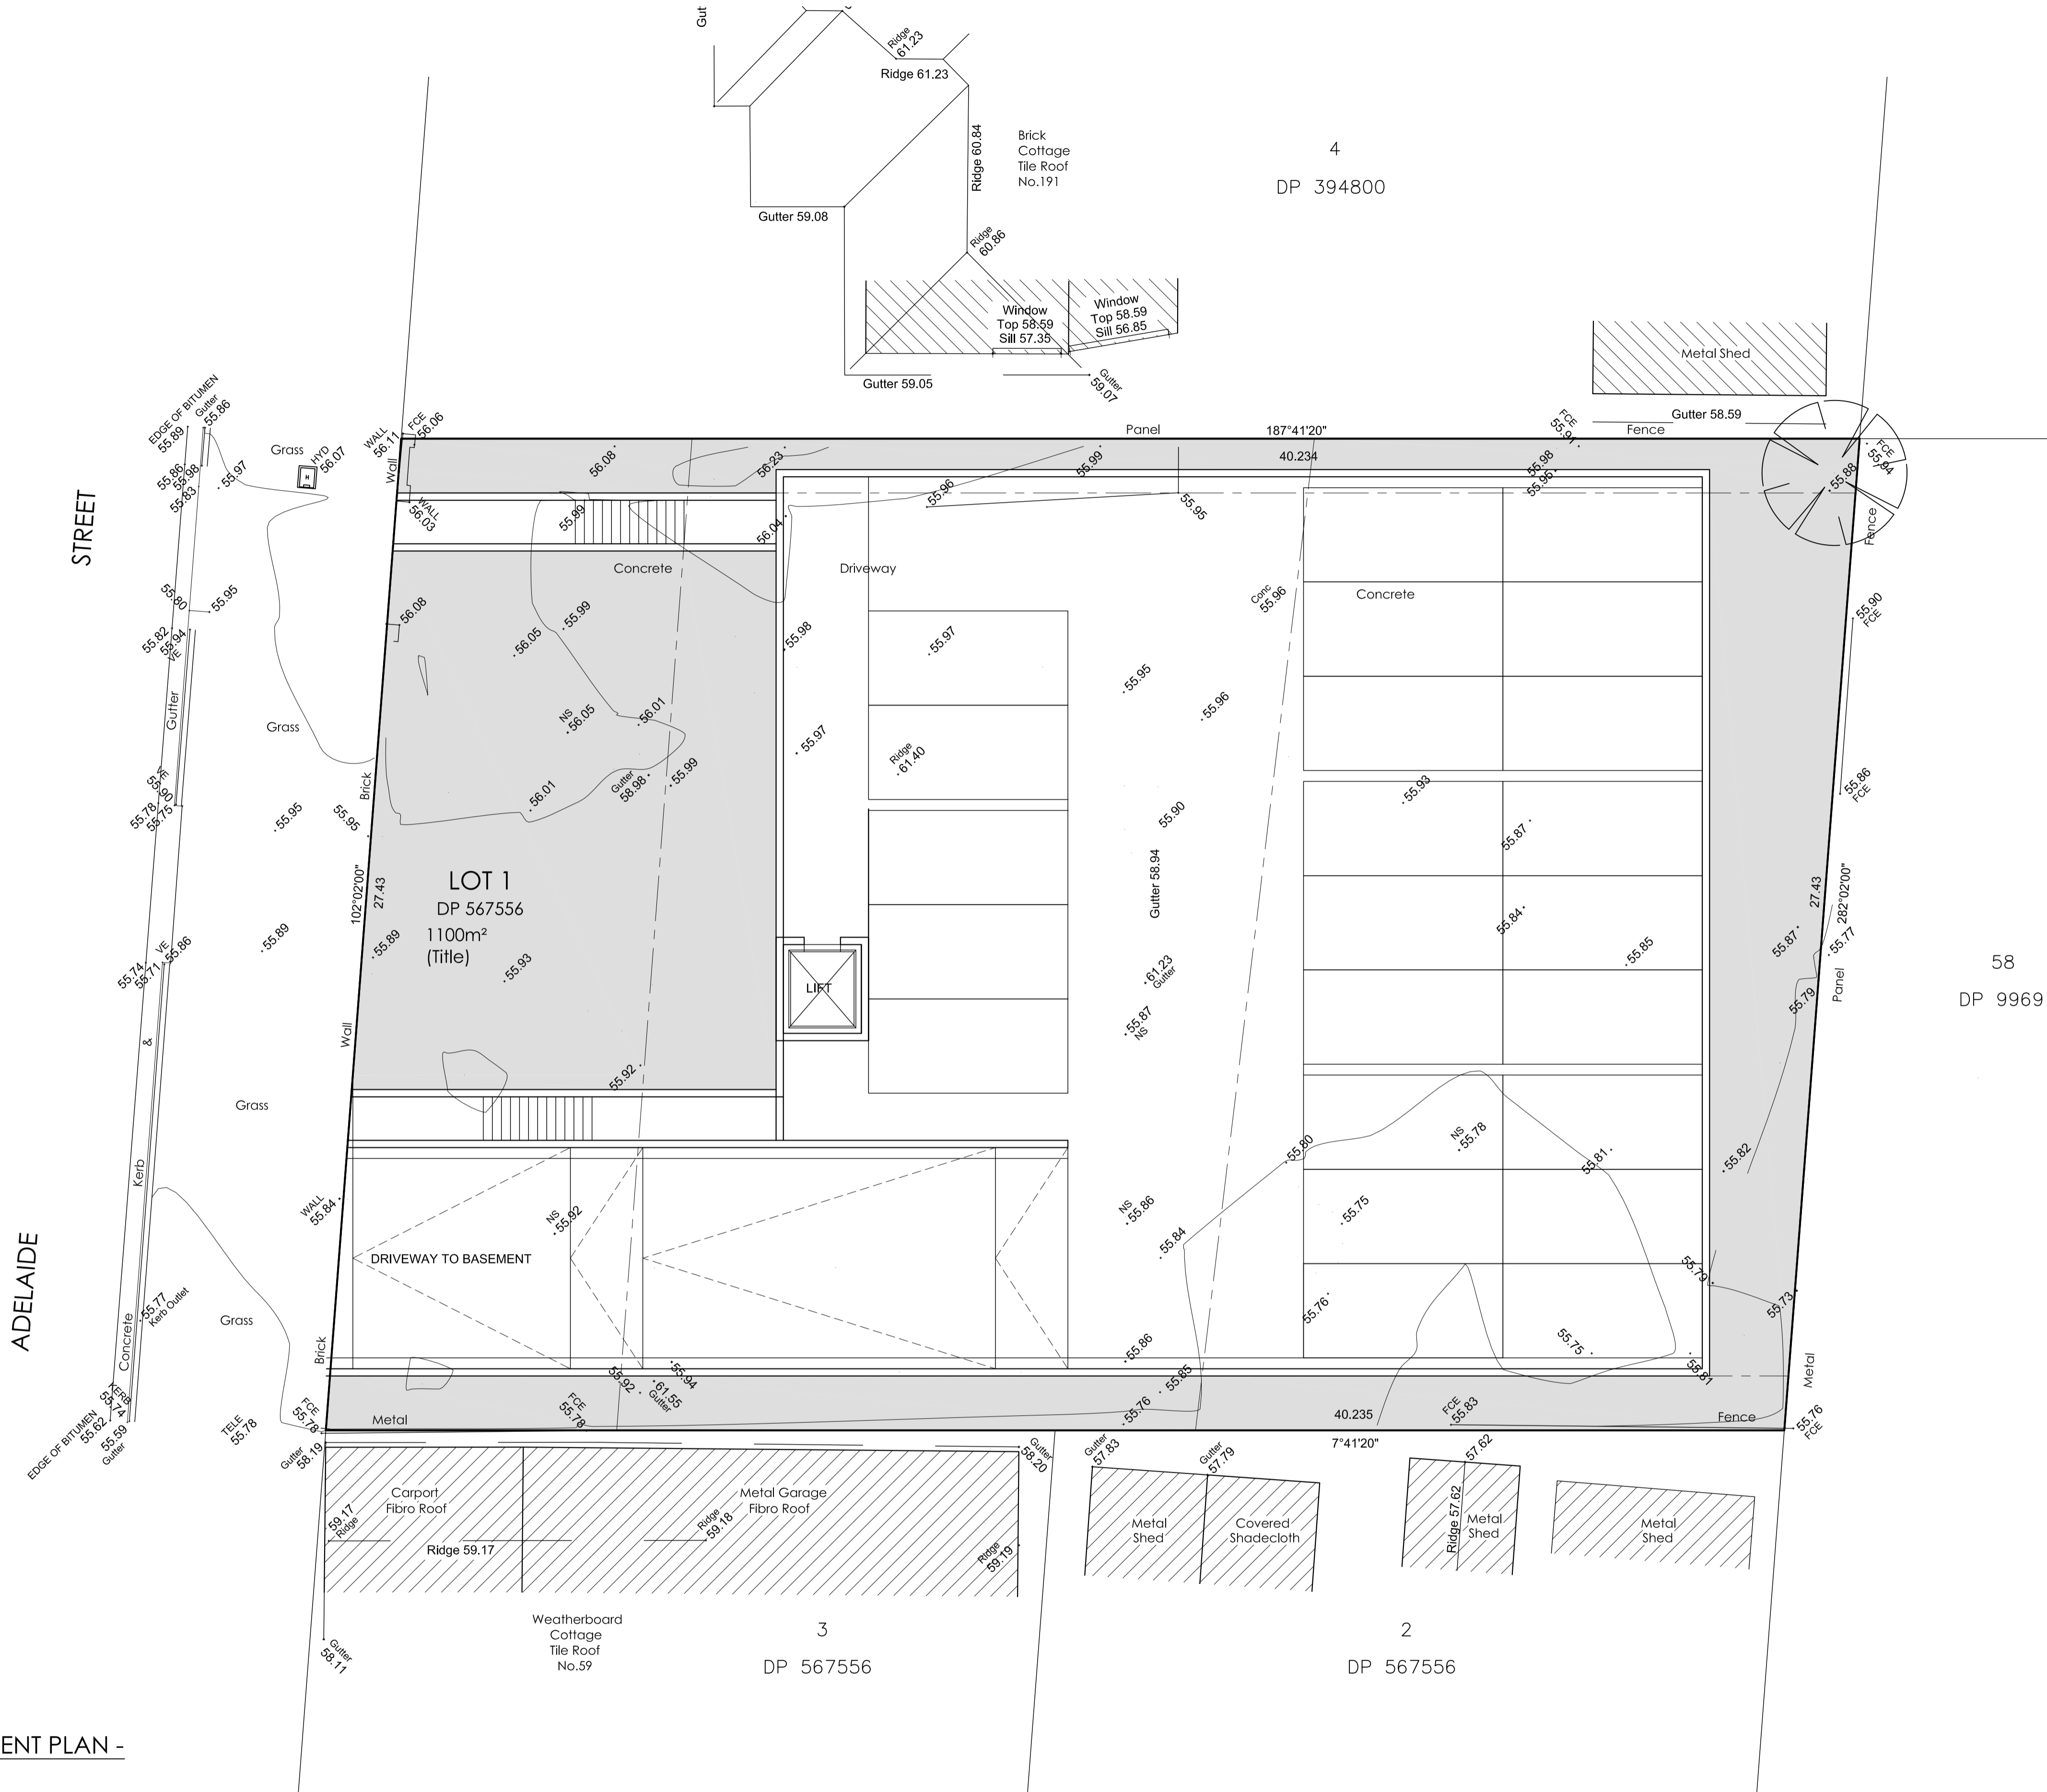 Gut
Ridge
61.23
Ridge 61.23
Ridge 60.84
Brick
Cottage
Tile Roof
No.191
4
DP 394800
Gutter 59.08
Ridge
60.86
Window
Top 58.59
Sill 57.35
Window
Top 58.59
Sill 56.85
Gutter 59.05
Gutter
59.07
Metal Shed
Gutter 58.59
EDGE OF BITUMEN
55.89
Gutter
55.86
Grass
HYD
56.07
H
WALL
56.11
FCE
56.06
Wall
Panel
187°41'20"
40.234
FCE
55.91
Fence
FCE
55.94
55.88
55.86
55.98
55.83
55.97
WALL
56.03
56.08
56.23
55.99
55.96
55.95
55.98
55.95
STREET
55.99
56.04
Fence
Concrete
Driveway
Conc
55.96
Concrete
55.80
55.95
55.82
55.94
VE
56.08
55.99
56.05
55.98
55.97
55.95
55.96
55.90
FCE
Gutter
Grass
NS
56.05
56.01
55.97
Ridge
61.40
Gutter
58.98
55.99
56.01
55.93
55.86
FCE
VE
55.90
55.78
55.75
55.95
55.95
Brick
55.90
55.87
102°02'00"
27.43
LOT 1
DP 567556
1100m²
(Title)
Gutter 58.94
27.43
282°02'00"
55.84
55.89
55.89
55.93
55.85
55.87
55.77
VE
55.86
55.74
55.71
LIFT
61.23
Gutter
55.87
NS
55.79
Panel
58
DP 9969
Wall
&
55.92
Grass
Kerb
55.80
NS
55.78
55.81
55.82
WALL
55.84
NS
55.92
NS
55.86
55.75
55.84
DRIVEWAY TO BASEMENT
ADELAIDE
55.77
Kerb Outlet
Grass
Concrete
Brick
55.79
55.73
55.76
55.86
55.75
55.81
Metal
55.92
55.94
61.55
Gutter
55.85
55.76
KERB
55.74
EDGE OF BITUMEN
55.62
55.59
Gutter
TELE
55.78
FCE
55.78
Metal
FCE
55.78
40.235
FCE
55.83
Fence
55.76
FCE
7°41'20"
Gutter
58.19
Gutter
58.20
Gutter
57.83
Gutter
57.79
57.62
Carport
Fibro Roof
Metal Garage
Fibro Roof
59.17
Ridge
Ridge 59.17
Ridge
59.18
Ridge
59.19
Metal
Shed
Covered
Shadecloth
Ridge 57.62
Metal
Shed
Metal
Shed
Weatherboard
Cottage
Tile Roof
No.59
Gutter
58.11
3
DP 567556
2
DP 567556
ENT PLAN -